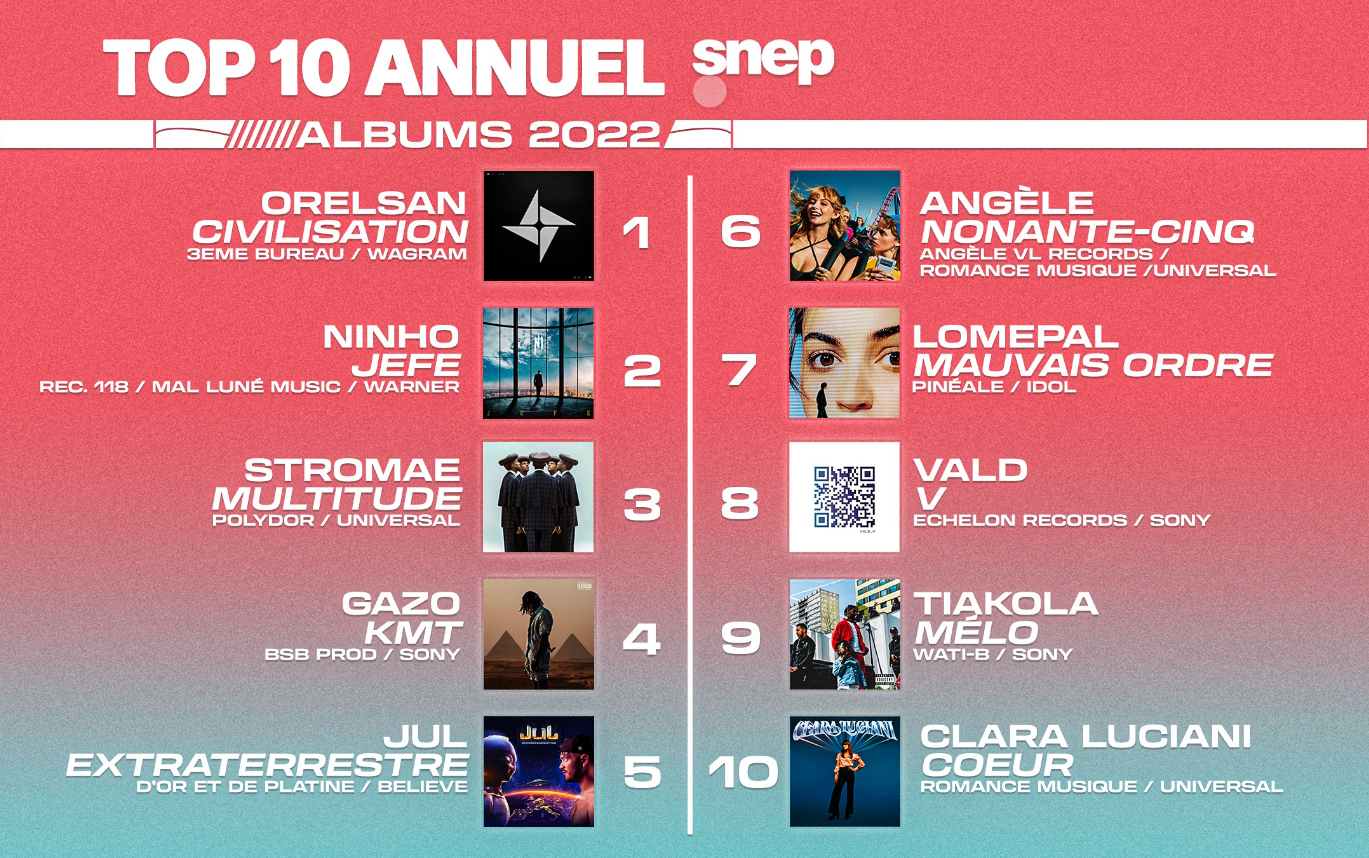 TOP 10 ANNUEL snep
ALBUMS 2022
ORELSAN
CIVILISATION
3EME BUREAU / WAGRAM
1
NINHO
JEFE
REC. 118 / MAL LUNÉ MUSIC / WARNER
J E F E
2
STROMAE
MULTITUDE
POLYDOR / UNIVERSAL
3
GAZO
KMT
BSB PROD / SONY
4
JUL
EXTRATERRESTRE
D'OR ET DE PLATINE / BELIEVE
JUL
5
6
ANGÈLE
NONANTE-CINQ
ANGÈLE VL RECORDS /
ROMANCE MUSIQUE /UNIVERSAL
7
LOMEPAL
MAUVAIS ORDRE
PINÉALE / IDOL
8
VALD
V
ECHELON RECORDS / SONY
9
TIAKOLA
MÉLO
WATI-B / SONY
10
CLARA LUCIANI
CLARA LUCIANI
COEUR
ROMANCE MUSIQUE / UNIVERSAL